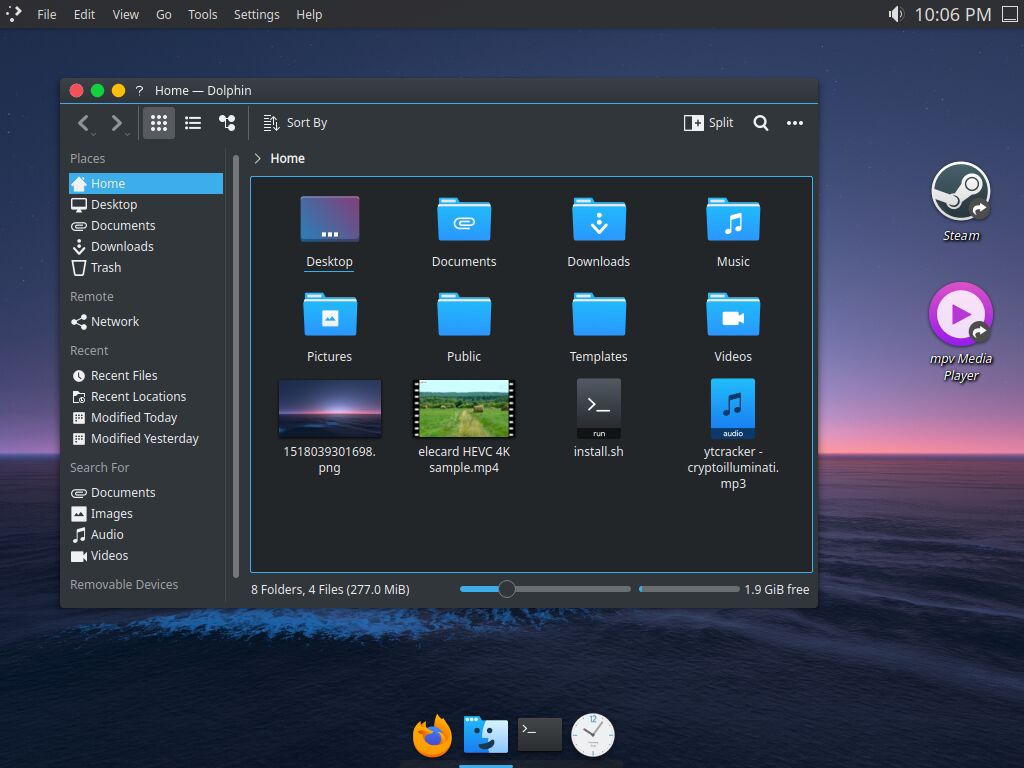 File Edit View Go Tools Settings Help 10:06 PM
? Home — Dolphin
Sort By Split
Places
Home
Desktop
Documents
Downloads
Trash
Remote
Network
Recent
Recent Files
Recent Locations
Modified Today
Modified Yesterday
Search For
Documents
Images
Audio
Videos
Removable Devices
Home
Desktop Documents Downloads Music
Pictures Public Templates Videos
run
audio
1518039301698.
png
elecard HEVC 4K
sample.mp4
install.sh
ytcracker -
cryptoilluminati.
mp3
8 Folders, 4 Files (277.0 MiB) 1.9 GiB free
Steam
mpv Media
Player
12